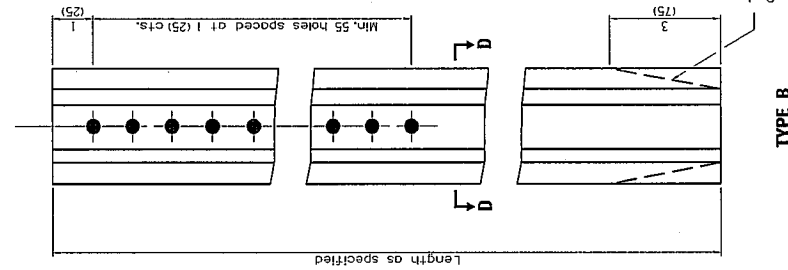 Length as specified
Min. 55 holes spaced at 1 (25) cts.
1
(25)
3
(75)
D
D
TYPE B